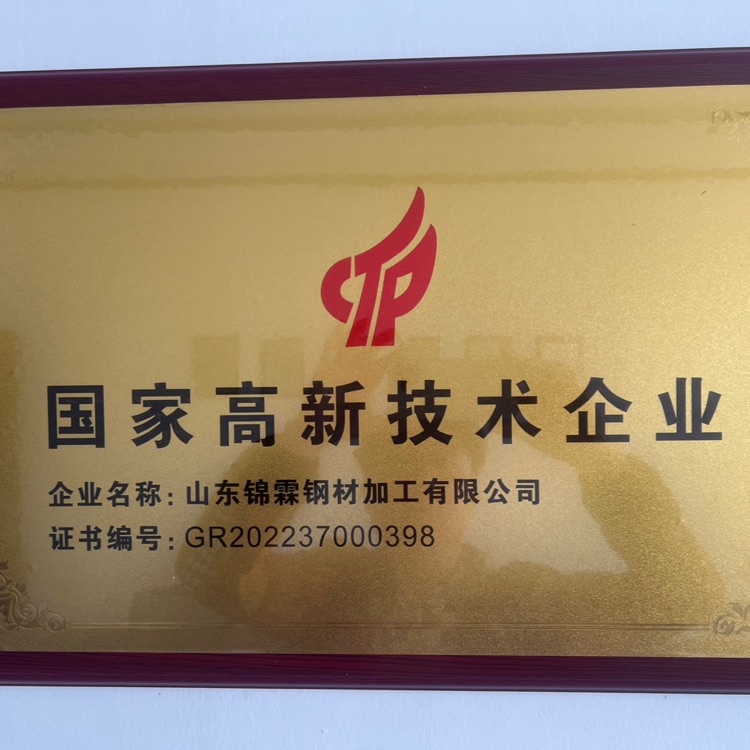 CTP
国家高新技术企业
企业名称：山东锦霖钢材加工有限公司
证书编号：GR202237000398